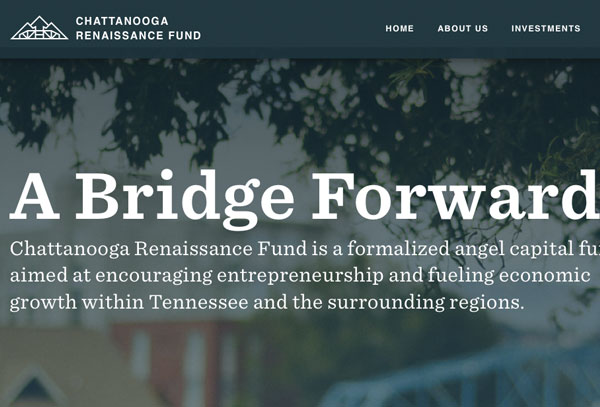 CHATTANOOGA
RENAISSANCE FUND
HOME ABOUT US INVESTMENTS
A Bridge Forward
Chattanooga Renaissance Fund is a formalized angel capital fu
aimed at encouraging entrepreneurship and fueling economic
growth within Tennessee and the surrounding regions.